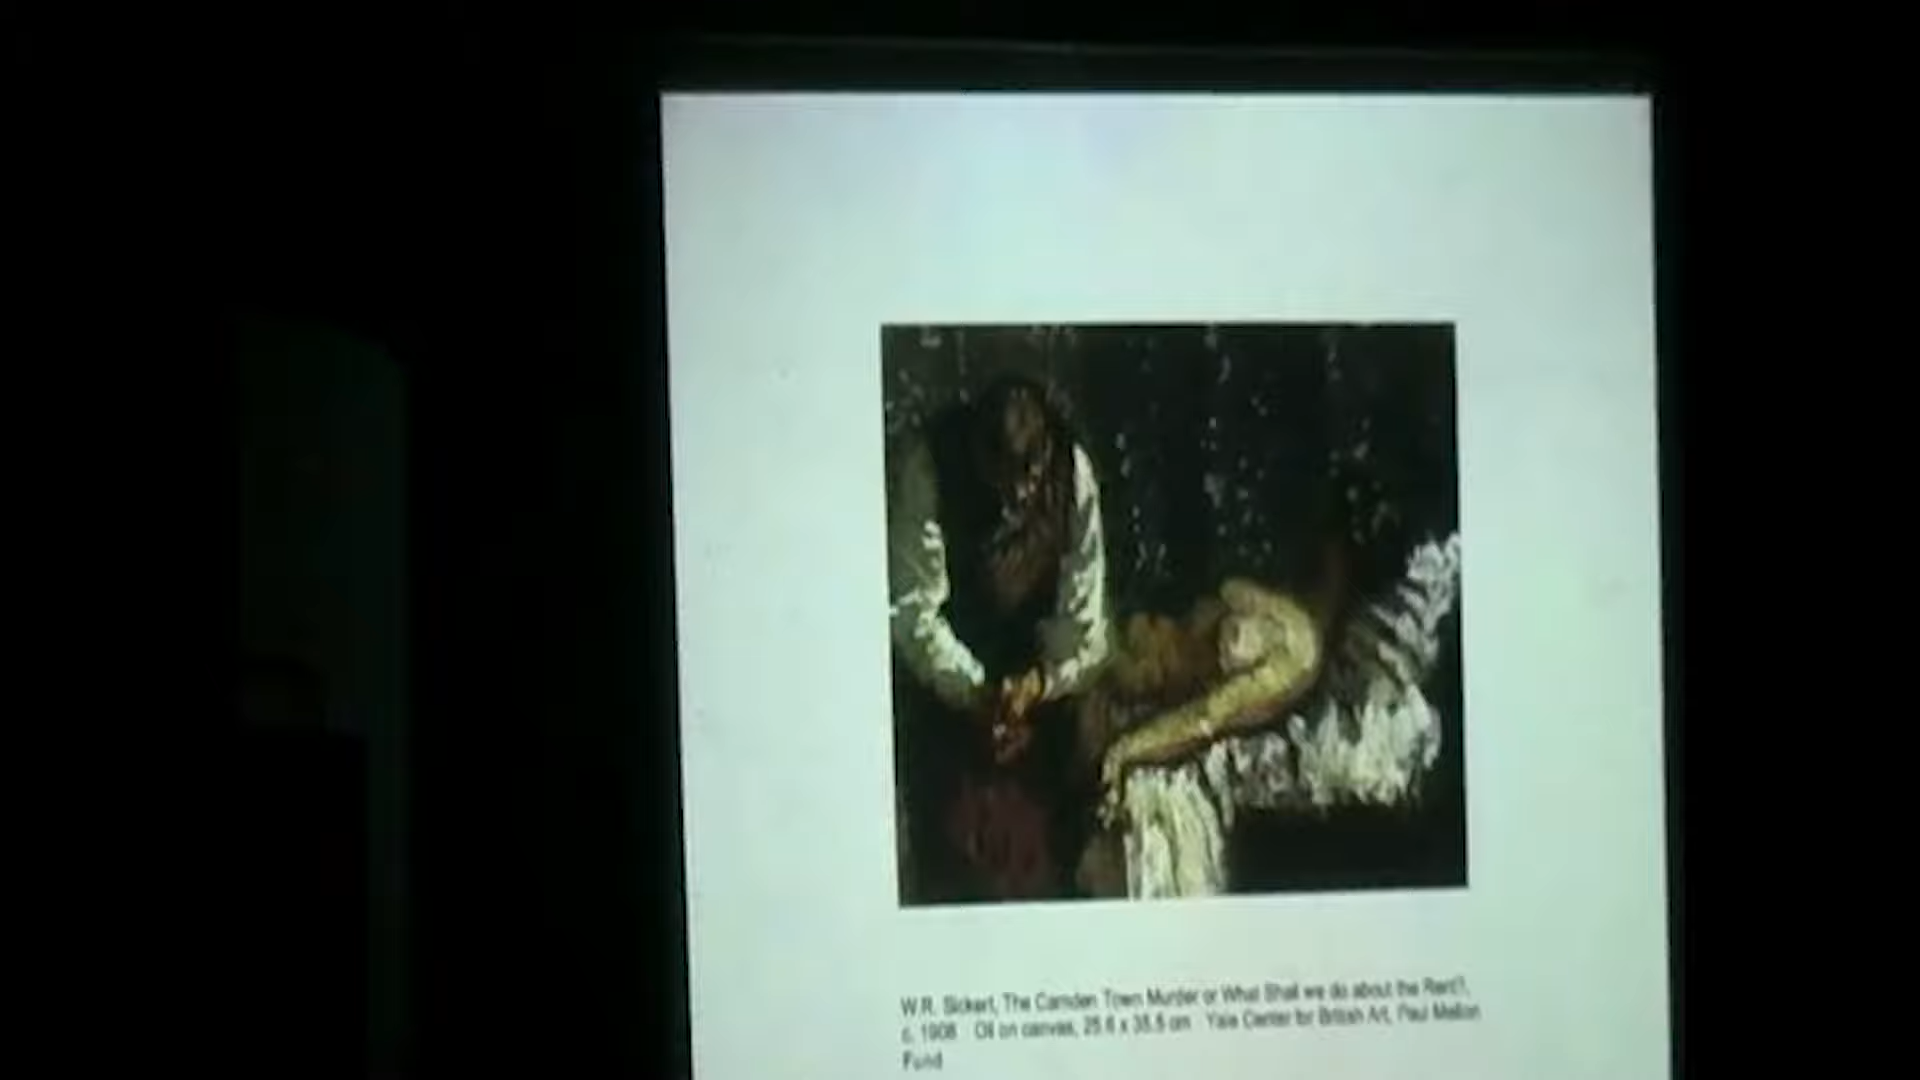 W.R. Sickert, The Camden Town Murder or What Shall we do about the Rent?,
c. 1908 Oil on canvas, 25.6 x 35.5 cm Yale Center for British Art, Paul Mellon
Fund